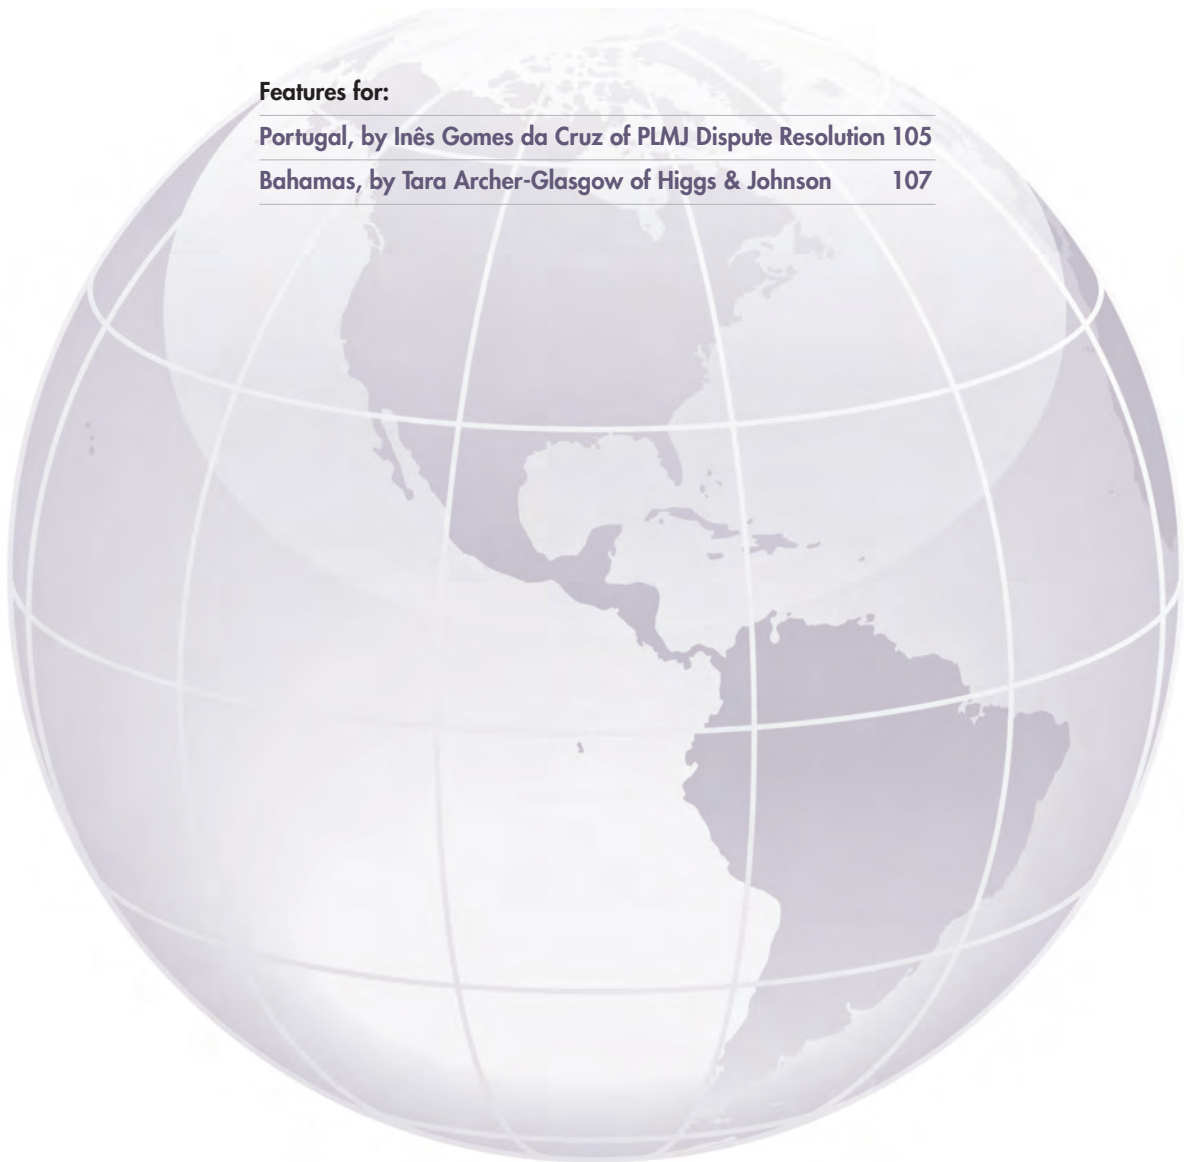 Features for:
Portugal, by Inês Gomes da Cruz of PLMJ Dispute Resolution 105
Bahamas, by Tara Archer-Glasgow of Higgs & Johnson 107